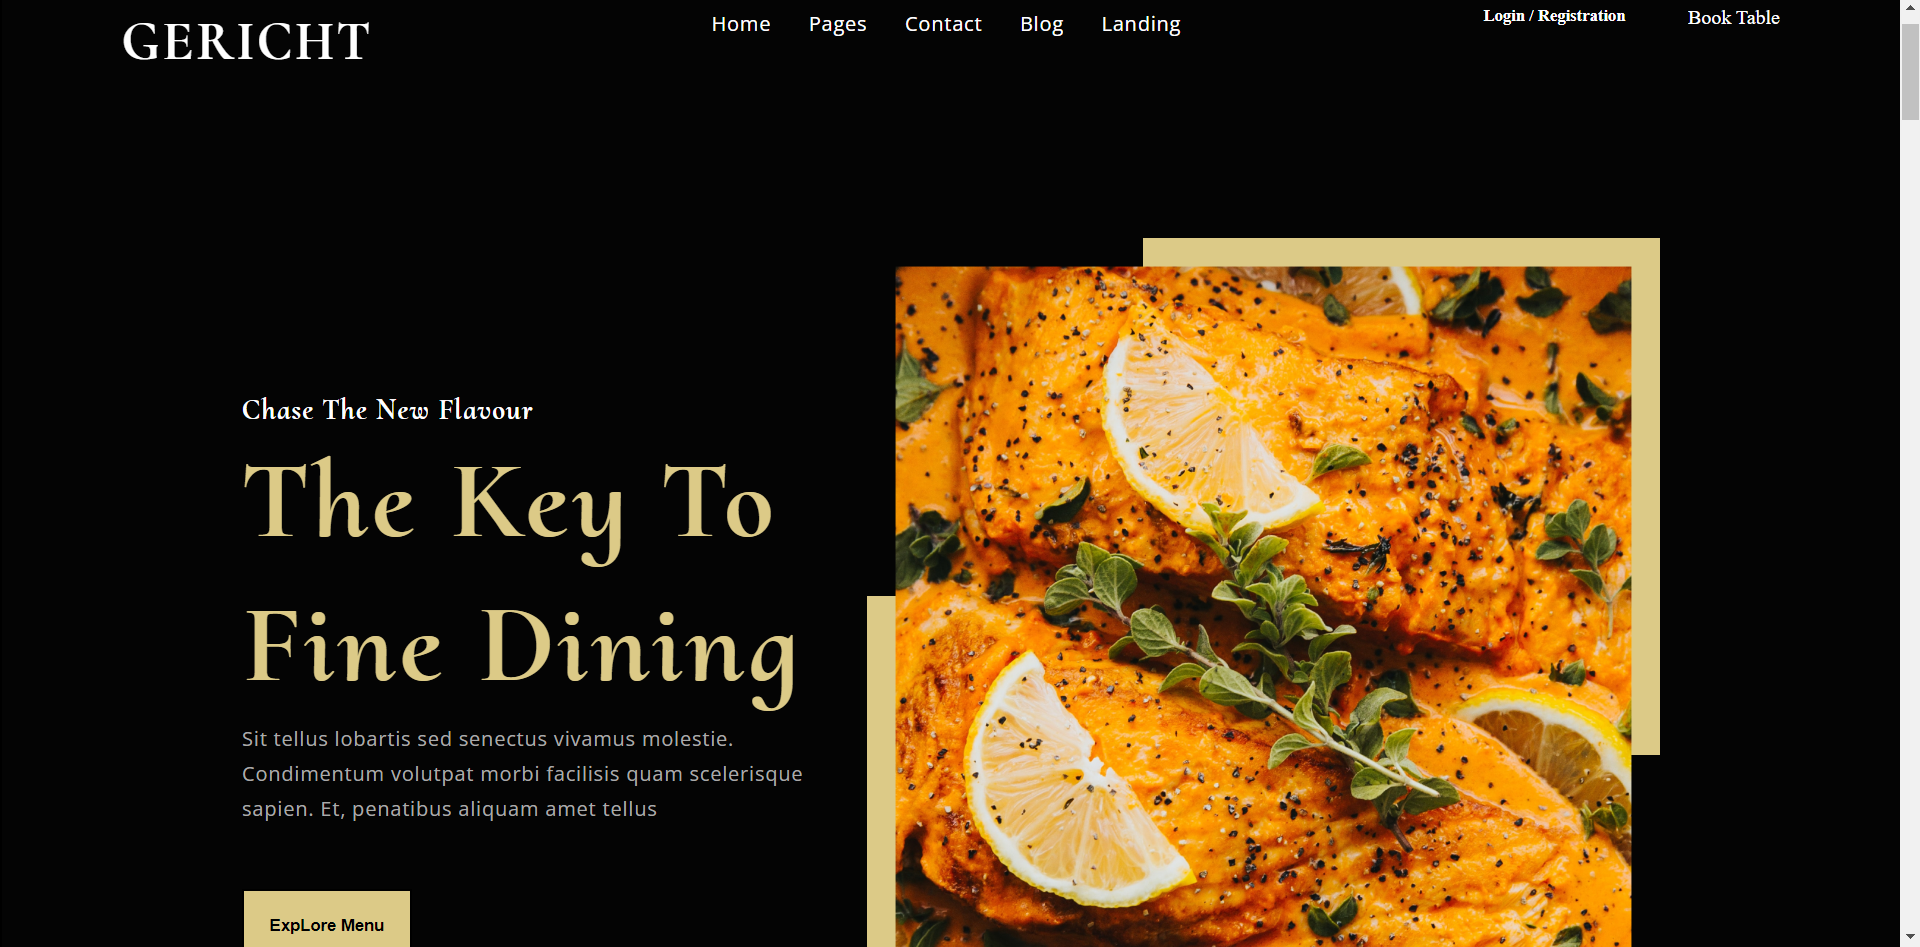 GERICHT
Home Pages Contact Blog Landing
Login / Registration
Book Table
Chase The New Flavour
The Key To
Fine Dining
Sit tellus lobartis sed senectus vivamus molestie.
Condimentum volutpat morbi facilisis quam scelerisque
sapien. Et, penatibus aliquam amet tellus
ExpLore Menu